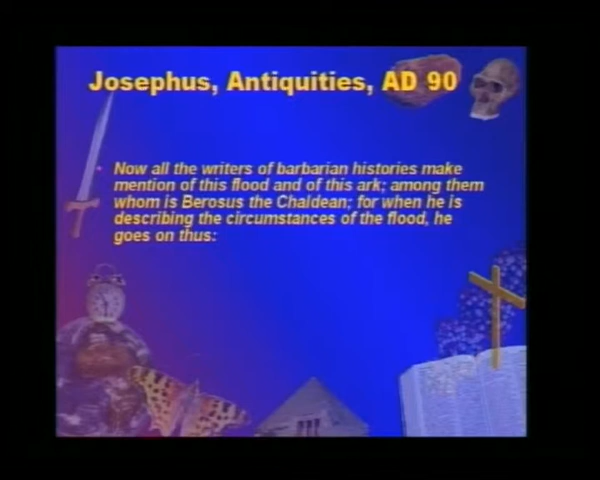 Josephus, Antiquities, AD 90
Now all the writers of barbarian histories make
mention of this flood and of this ark; among them
whom is Berosus the Chaldean; for when he is
describing the circumstances of the flood, he
goes on thus: